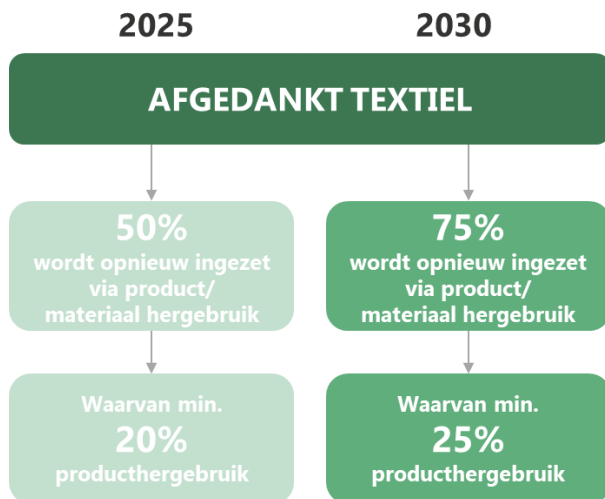 2025
2030
AFGEDANKT TEXTIEL
50%
wordt opnieuw ingezet
via product/
materiaal hergebruik
75%
wordt opnieuw ingezet
via product/
materiaal hergebruik
Waarvan min.
20%
producthergebruik
Waarvan min.
25%
producthergebruik